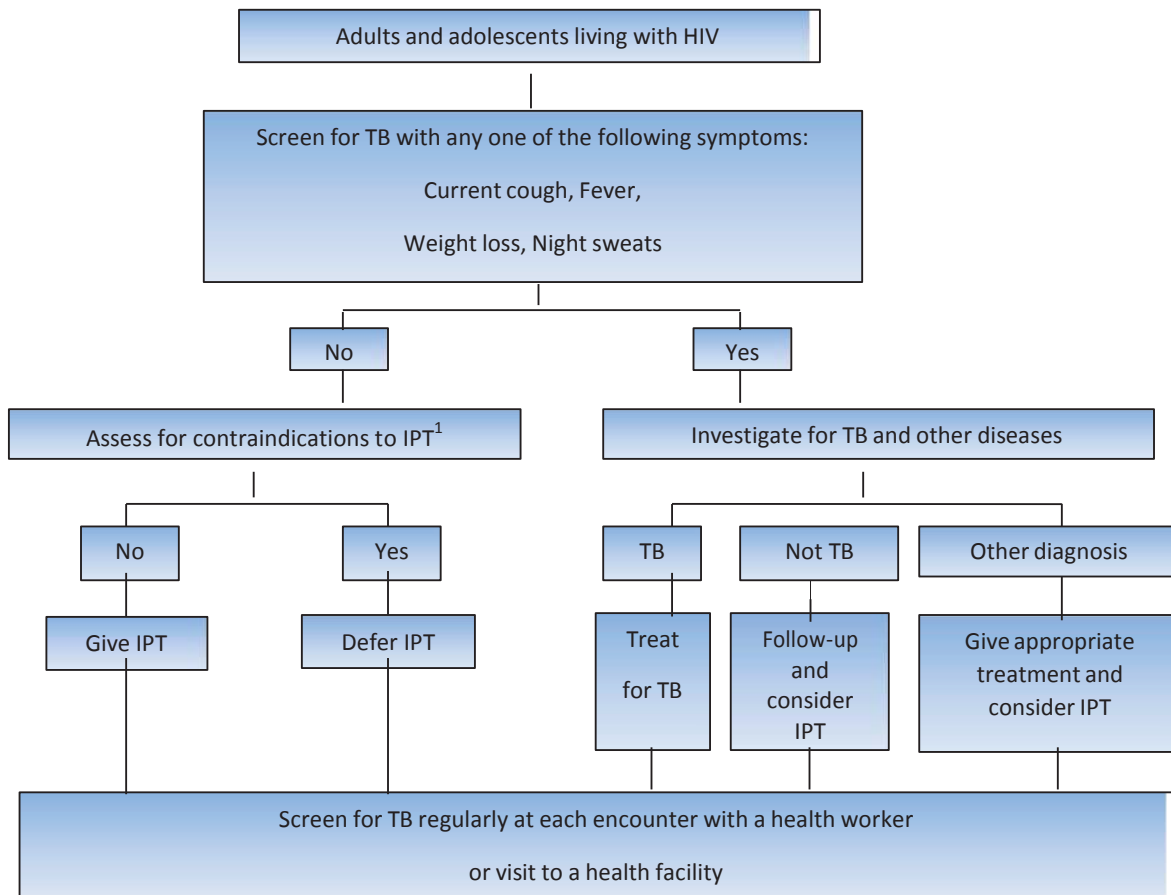 Adults and adolescents living with HIV
Screen for TB with any one of the following symptoms:
Current cough, Fever,
Weight loss, Night sweats
No
Yes
Assess for contraindications to IPT¹
Investigate for TB and other diseases
No
Yes
TB
Not TB
Other diagnosis
Give IPT
Defer IPT
Treat
for TB
Follow-up
and
consider
IPT
Give appropriate
treatment and
consider IPT
Screen for TB regularly at each encounter with a health worker
or visit to a health facility